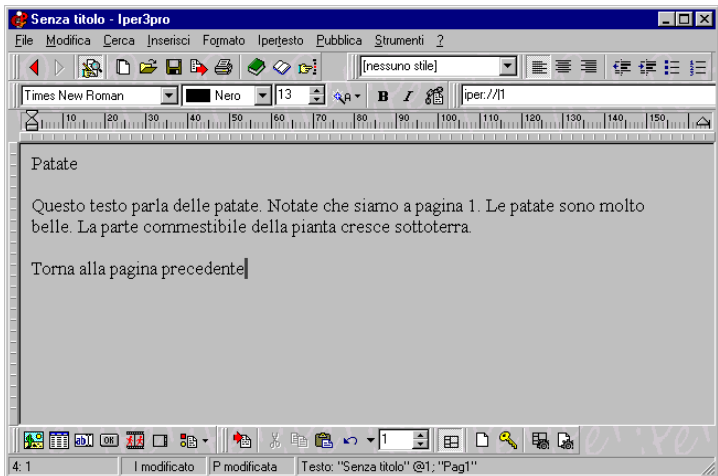 Senza titolo - Iper3pro
File Modifica Cerca Inserisci Formato Ipertesto Pubblica Strumenti ?
[nessuno stile]
Times New Roman Nero 13 B I iper://|1
10 20 30 40 50 60 70 80 90 100 110 120 130 140 150
Patate
Questo testo parla delle patate. Notate che siamo a pagina 1. Le patate sono molto
belle. La parte commestibile della pianta cresce sottoterra.
Torna alla pagina precedente
1
4: 1 I modificato P modificata Testo: "Senza titolo" @1; "Pag1"